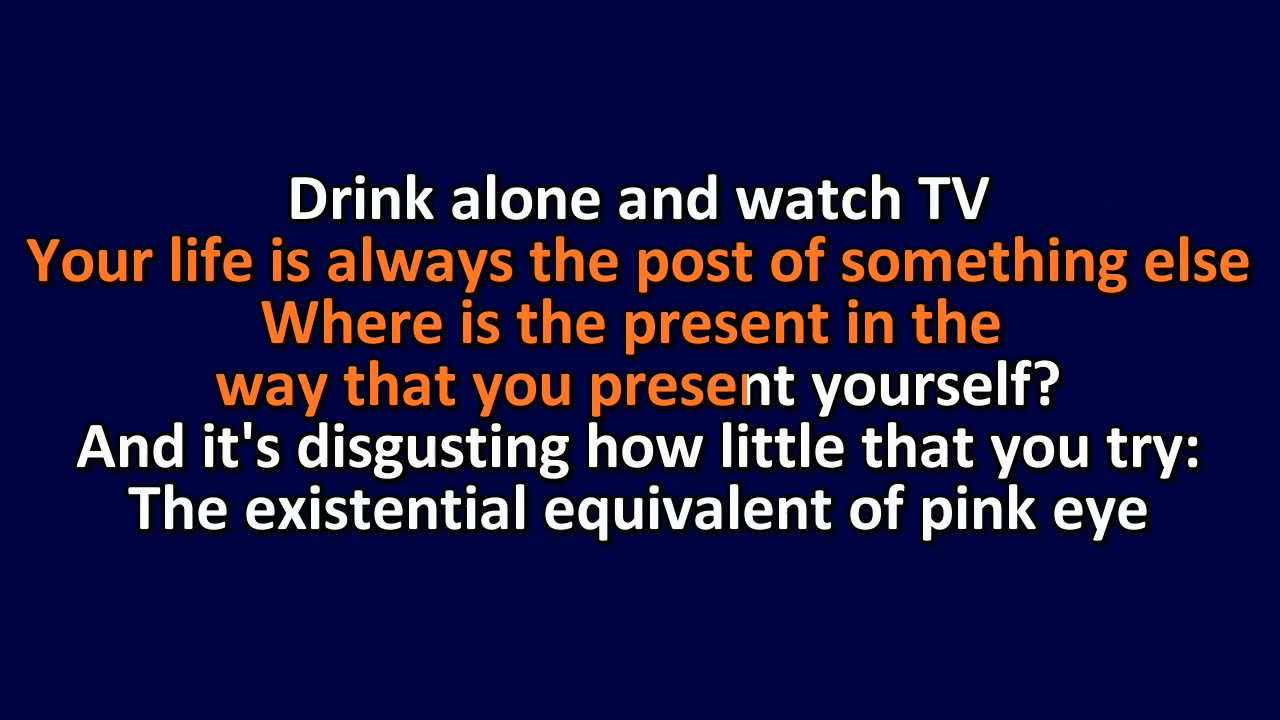 Drink alone and watch TV
Your life is always the post of something else
Where is the present in the
way that you present yourself?
And it's disgusting how little that you try:
The existential equivalent of pink eye